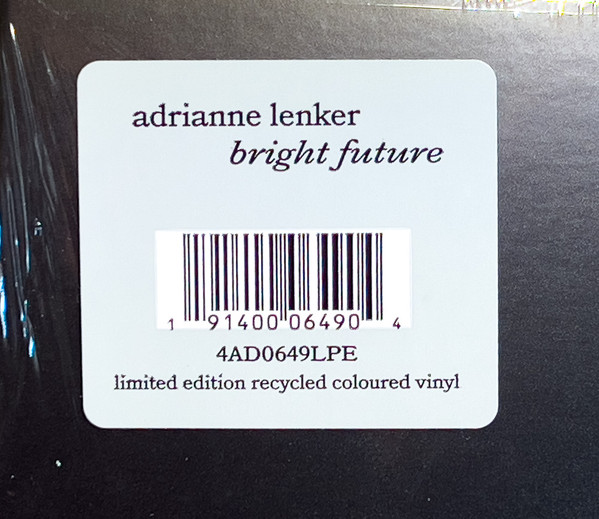 adrianne lenker
bright future
1 91400 06490 4
4AD0649LPE
limited edition recycled coloured vinyl